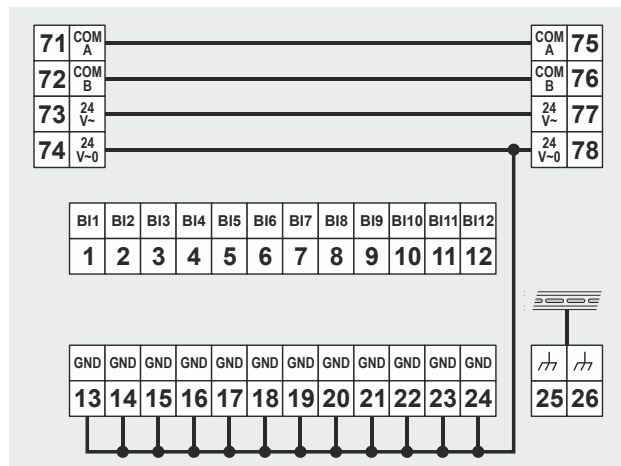 71 COM A COM A 75
72 COM B COM B 76
73 24 V~ 24 V~ 77
74 24 V~0 24 V~0 78
BI1 BI2 BI3 BI4 BI5 BI6 BI7 BI8 BI9 BI10 BI11 BI12
1 2 3 4 5 6 7 8 9 10 11 12
GND GND GND GND GND GND GND GND GND GND GND GND
13 14 15 16 17 18 19 20 21 22 23 24 25 26